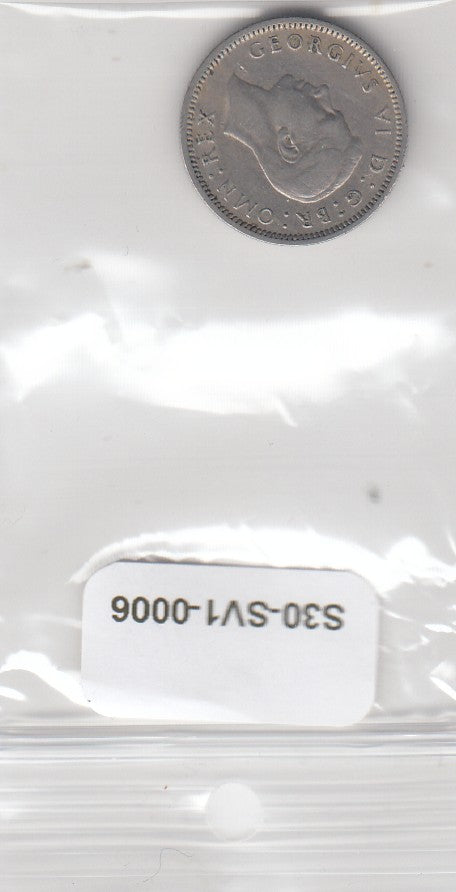 GEORGIVS VI D:G:BR:OMN:REX
S30-SV1-0006